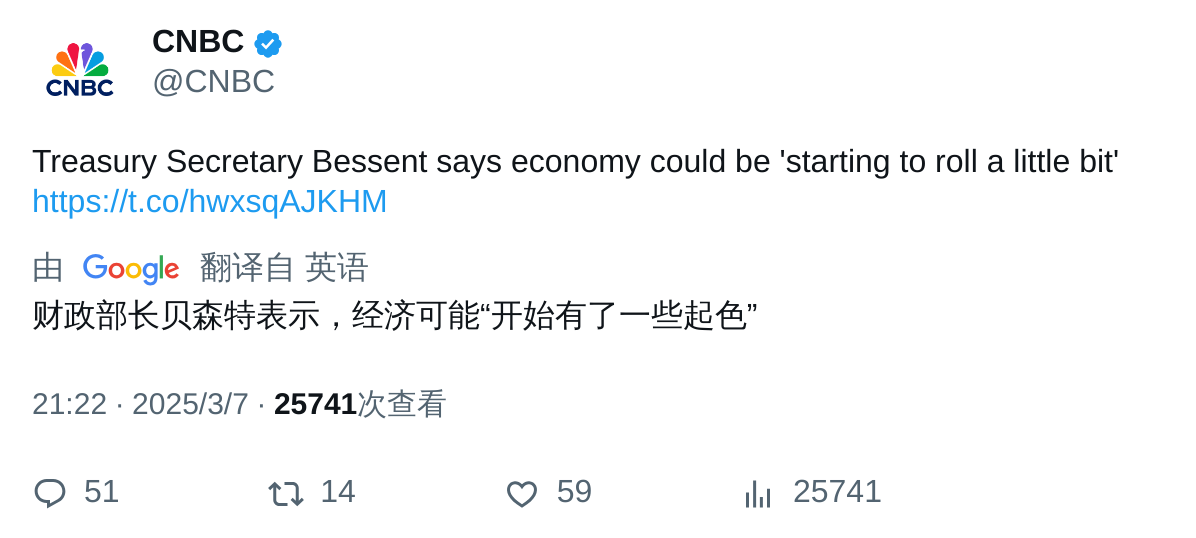 CNBC
CNBC
@CNBC
Treasury Secretary Bessent says economy could be 'starting to roll a little bit'
https://t.co/hwxsqAJKHM
由 Google 翻译自 英语
财政部长贝森特表示，经济可能“开始有了一些起色”
21:22 · 2025/3/7 · 25741次查看
51 14 59 25741